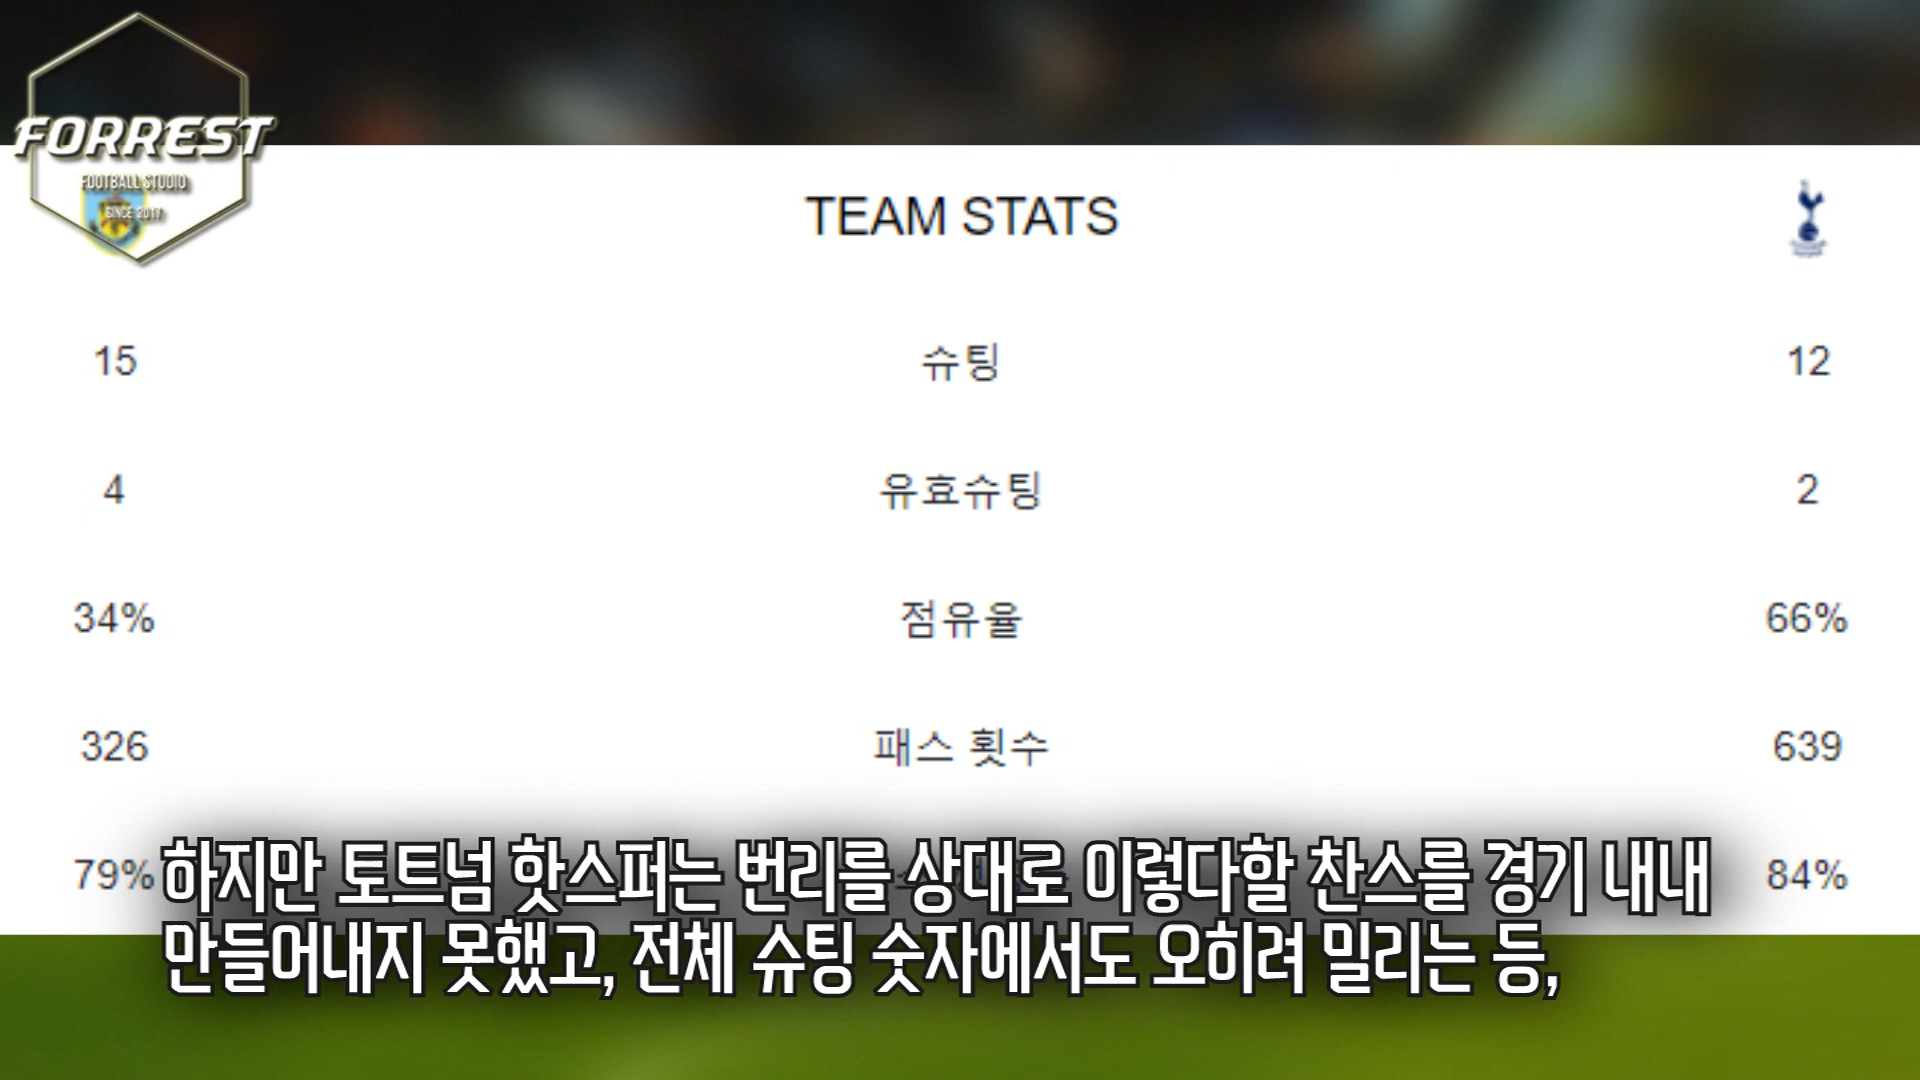 FORREST
FOOTBALL STUDIO
SINCE 2017
TEAM STATS
15 슈팅 12
4 유효슈팅 2
34% 점유율 66%
326 패스 횟수 639
79% 84%
하지만 토트넘 핫스퍼는 번리를 상대로 이렇다할 찬스를 경기 내내
만들어내지 못했고, 전체 슈팅 숫자에서도 오히려 밀리는 등,